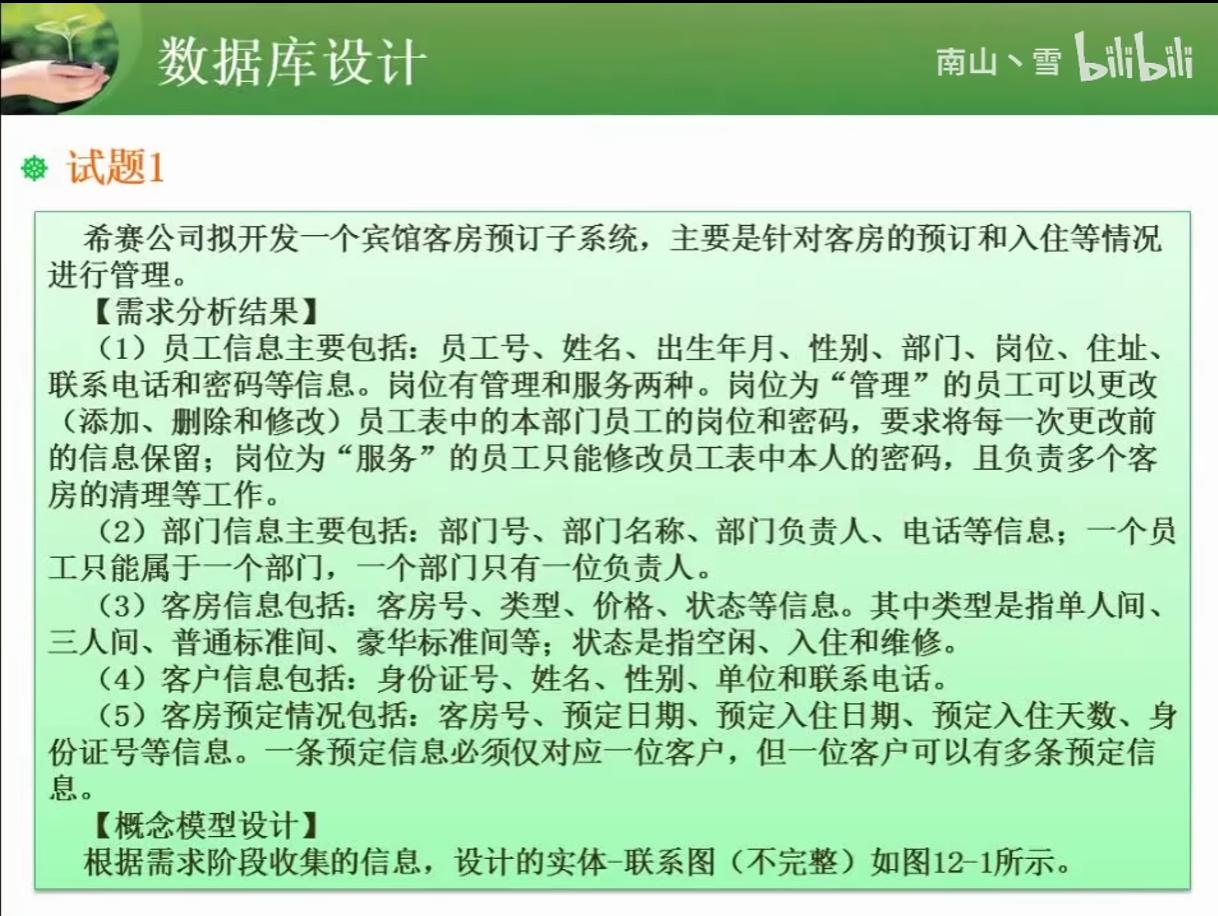 数据库设计
南山丶雪 bilibili
试题1
希赛公司拟开发一个宾馆客房预订子系统，主要是针对客房的预订和入住等情况
进行管理。
【需求分析结果】
（1）员工信息主要包括：员工号、姓名、出生年月、性别、部门、岗位、住址、
联系电话和密码等信息。岗位有管理和服务两种。岗位为“管理”的员工可以更改
（添加、删除和修改）员工表中的本部门员工的岗位和密码，要求将每一次更改前
的信息保留；岗位为“服务”的员工只能修改员工表中本人的密码，且负责多个客
房的清理等工作。
（2）部门信息主要包括：部门号、部门名称、部门负责人、电话等信息；一个员
工只能属于一个部门，一个部门只有一位负责人。
（3）客房信息包括：客房号、类型、价格、状态等信息。其中类型是指单人间、
三人间、普通标准间、豪华标准间等；状态是指空闲、入住和维修。
（4）客户信息包括：身份证号、姓名、性别、单位和联系电话。
（5）客房预定情况包括：客房号、预定日期、预定入住日期、预定入住天数、身
份证号等信息。一条预定信息必须仅对应一位客户，但一位客户可以有多条预定信
息。
【概念模型设计】
根据需求阶段收集的信息，设计的实体-联系图（不完整）如图12-1所示。